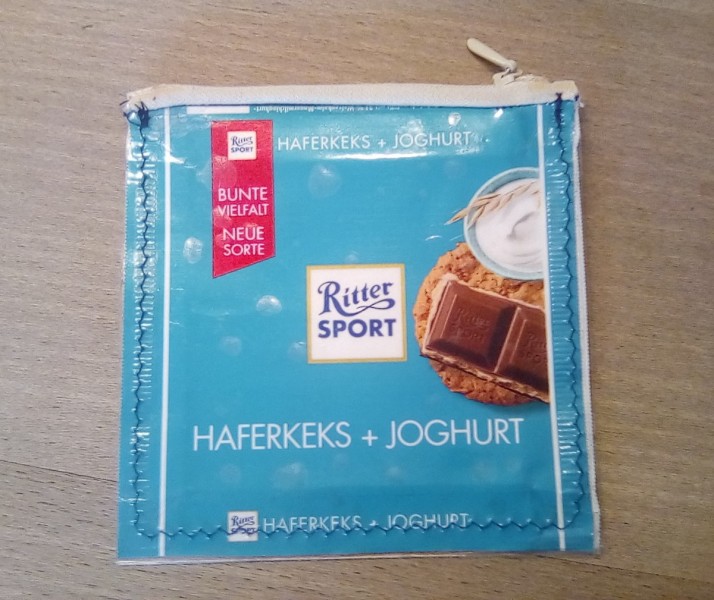 Ritter
SPORT
HAFERKEKS + JOGHURT
BUNTE
VIELFALT
NEUE
SORTE
Ritter
SPORT
HAFERKEKS + JOGHURT
Ritter
SPORT
HAFERKEKS + JOGHURT